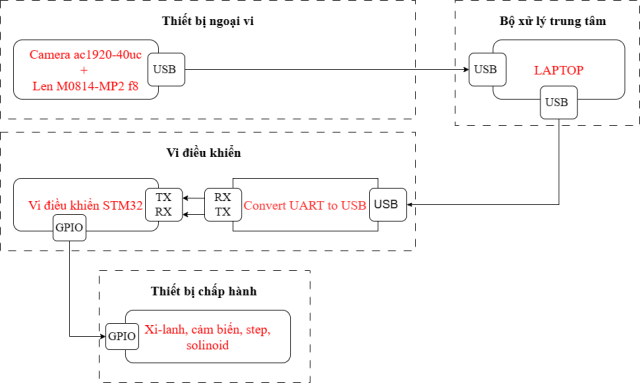 Thiết bị ngoại vi
Bộ xử lý trung tâm
Camera ac1920-40uc
+
Len M0814-MP2 f8
USB
USB
LAPTOP
USB
Vi điều khiển
Vi điều khiển STM32
TX
RX
RX
TX
Convert UART to USB
USB
GPIO
Thiết bị chấp hành
GPIO
Xi-lanh, cảm biến, step,
solinoid